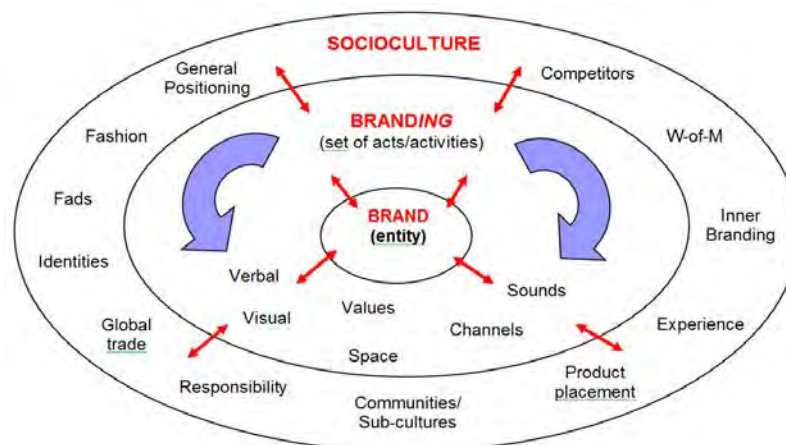 SOCIOCULTURE
General
Positioning
Competitors
Fashion
BRANDING
(set of acts/activities)
W-of-M
Fads
BRAND
(entity)
Inner
Branding
Identities
Verbal
Sounds
Visual
Values
Global
trade
Channels
Experience
Space
Responsibility
Product
placement
Communities/
Sub-cultures